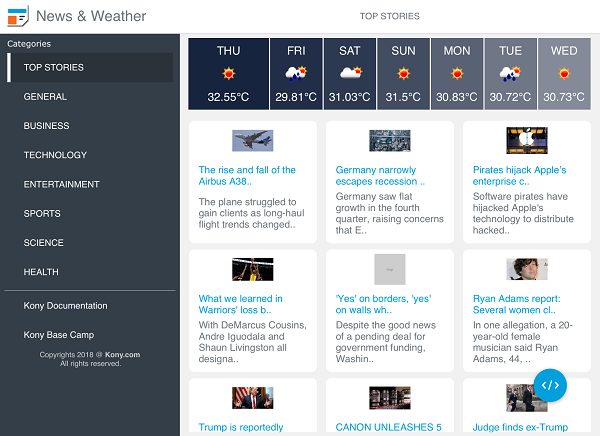 News & Weather
TOP STORIES
Categories
TOP STORIES
GENERAL
BUSINESS
TECHNOLOGY
ENTERTAINMENT
SPORTS
SCIENCE
HEALTH
Kony Documentation
Kony Base Camp
Copyrights 2018 @ Kony.com
All rights reserved.
THU FRI SAT SUN MON TUE WED
32.55°C 29.81°C 31.03°C 31.5°C 30.83°C 30.72°C 30.73°C
The rise and fall of the
Airbus A38..
The plane struggled to
gain clients as long-haul
flight trends changed..
Germany narrowly
escapes recession ..
Germany saw flat
growth in the fourth
quarter, raising concerns
that E..
Pirates hijack Apple's
enterprise c..
Software pirates have
hijacked Apple's
technology to distribute
hacked..
What we learned in
Warriors' loss b..
With DeMarcus Cousins,
Andre Iguodala and
Shaun Livingston all
designa..
'Yes' on borders, 'yes'
on walls wh..
Despite the good news
of a pending deal for
government funding,
Washin..
Ryan Adams report:
Several women cl..
In one allegation, a 20-
year-old female
musician said Ryan
Adams, 44, ..
Trump is reportedly
CANON UNLEASHES 5
Judge finds ex-Trump